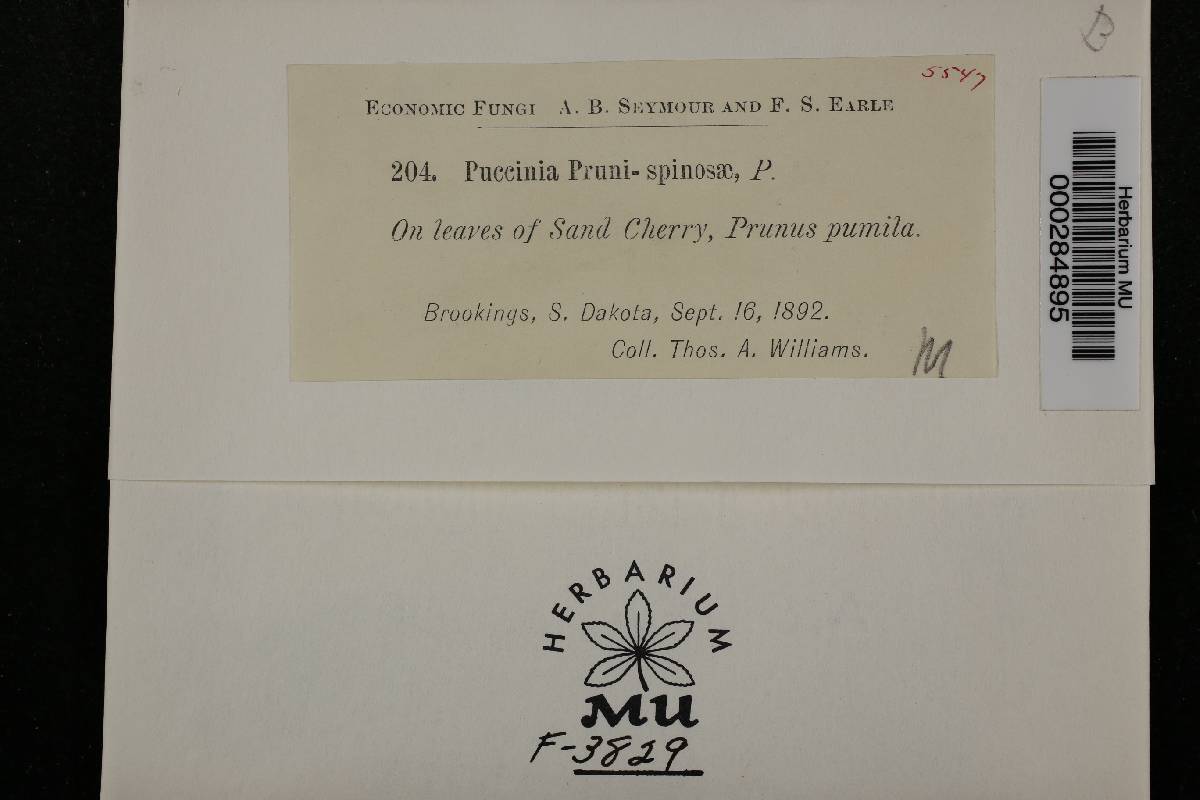 B
5547
ECONOMIC FUNGI A. B. SEYMOUR AND F. S. EARLE
204. Puccinia Pruni-spinosæ, P.
On leaves of Sand Cherry, Prunus pumila.
Brookings, S. Dakota, Sept. 16, 1892.
Coll. Thos. A. Williams.
M
Herbarium MU
000284895
HERBARIUM
MU
F-3829